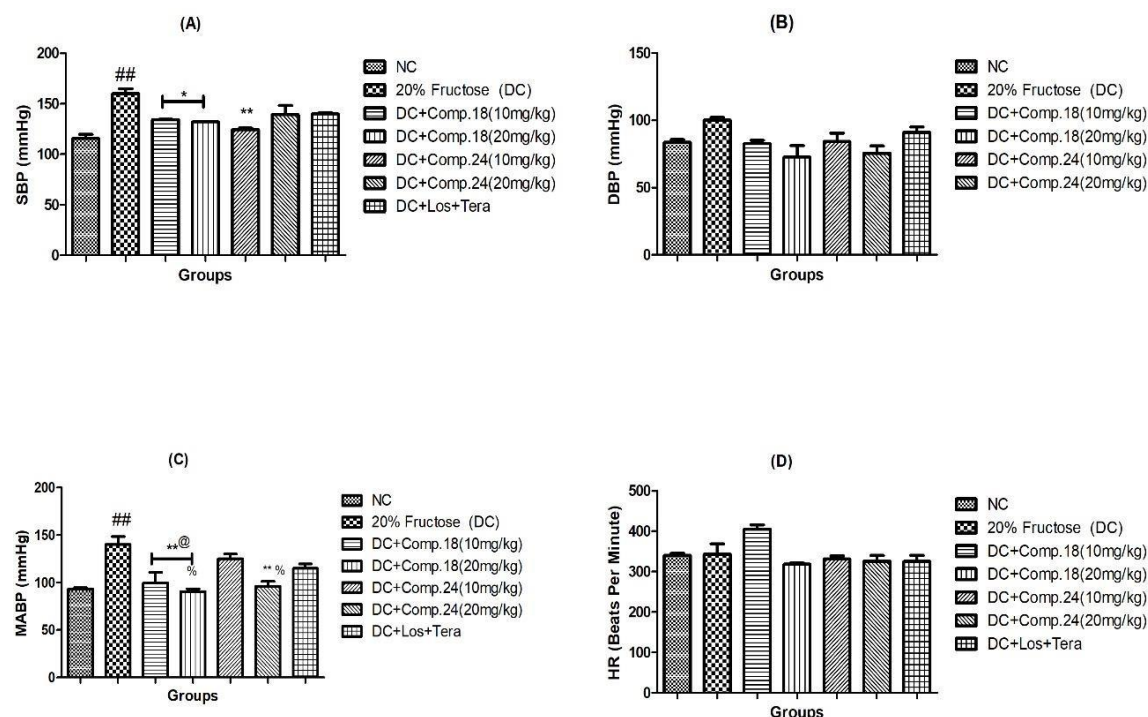 (A)
SBP (mmHg)
200
150
100
50
0
##
*
**
Groups
NC
20% Fructose (DC)
DC+Comp.18(10mg/kg)
DC+Comp.18(20mg/kg)
DC+Comp.24(10mg/kg)
DC+Comp.24(20mg/kg)
DC+Los+Tera
(B)
DBP (mmHg)
150
100
50
0
Groups
NC
20% Fructose (DC)
DC+Comp.18(10mg/kg)
DC+Comp.18(20mg/kg)
DC+Comp.24(10mg/kg)
DC+Comp.24(20mg/kg)
(C)
MABP (mmHg)
200
150
100
50
0
##
**@
%
** %
Groups
NC
20% Fructose (DC)
DC+Comp.18(10mg/kg)
DC+Comp.18(20mg/kg)
DC+Comp.24(10mg/kg)
DC+Comp.24(20mg/kg)
DC+Los+Tera
(D)
HR (Beats Per Minute)
500
400
300
200
100
0
Groups
NC
20% Fructose (DC)
DC+Comp.18(10mg/kg)
DC+Comp.18(20mg/kg)
DC+Comp.24(10mg/kg)
DC+Comp.24(20mg/kg)
DC+Los+Tera